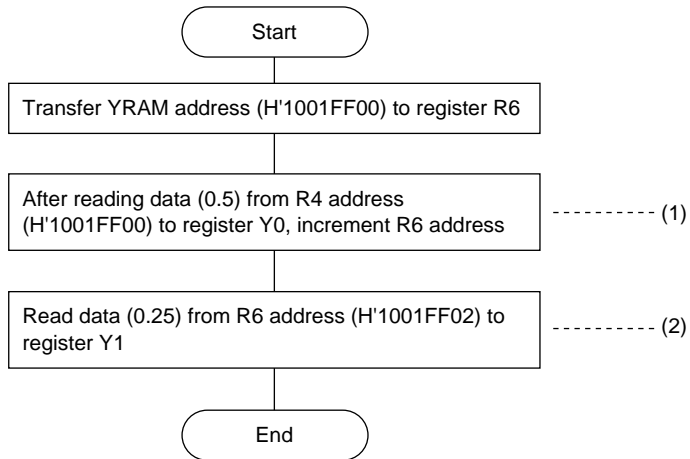 Start
Transfer YRAM address (H'1001FF00) to register R6
After reading data (0.5) from R4 address
(H'1001FF00) to register Y0, increment R6 address
(1)
Read data (0.25) from R6 address (H'1001FF02) to
register Y1
(2)
End